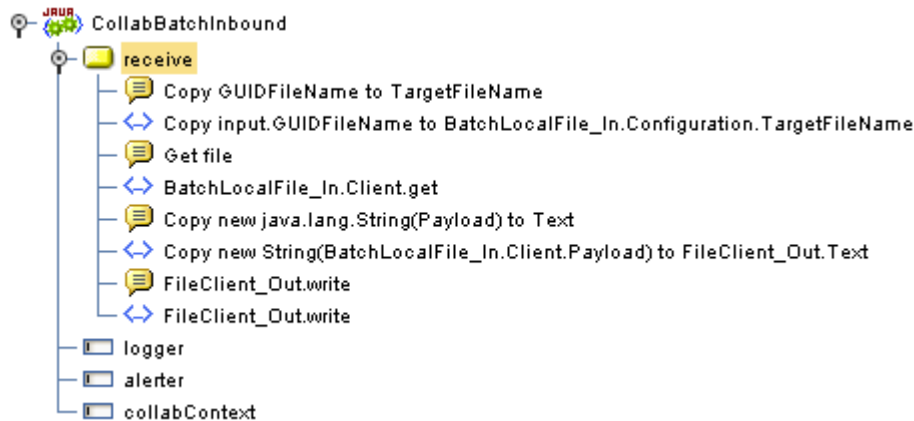 JAVA
CollabBatchInbound
receive
Copy GUIDFileName to TargetFileName
Copy input.GUIDFileName to BatchLocalFile_In.Configuration.TargetFileName
Get file
BatchLocalFile_In.Client.get
Copy new java.lang.String(Payload) to Text
Copy new String(BatchLocalFile_In.Client.Payload) to FileClient_Out.Text
FileClient_Out.write
FileClient_Out.write
logger
alerter
collabContext